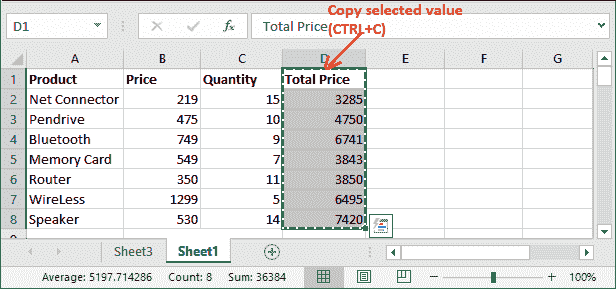 Copy selected value
(CTRL+C)
D1 fx Total Price
A B C D E F G
1 Product Price Quantity Total Price
2 Net Connector 219 15 3285
3 Pendrive 475 10 4750
4 Bluetooth 749 9 6741
5 Memory Card 549 7 3843
6 Router 350 11 3850
7 WireLess 1299 5 6495
8 Speaker 530 14 7420
Sheet3 Sheet1
Average: 5197.714286 Count: 8 Sum: 36384 100%